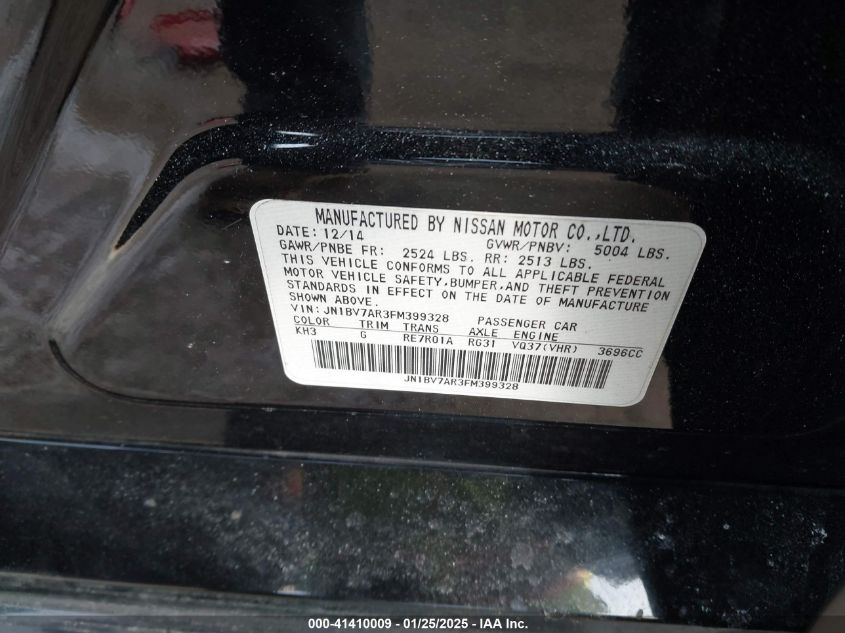 MANUFACTURED BY NISSAN MOTOR CO.,LTD.
DATE: 12/14 GVWR/PNBV: 5004 LBS.
GAWR/PNBE FR: 2524 LBS. RR: 2513 LBS.
THIS VEHICLE CONFORMS TO ALL APPLICABLE FEDERAL
MOTOR VEHICLE SAFETY,BUMPER,AND THEFT PREVENTION
STANDARDS IN EFFECT ON THE DATE OF MANUFACTURE
SHOWN ABOVE.
VIN: JN1BV7AR3FM399328 PASSENGER CAR
COLOR TRIM TRANS AXLE ENGINE
KH3 G RE7R01A RG31 VQ37(VHR) 3696CC
JN1BV7AR3FM399328
000-41410009 - 01/25/2025 - IAA Inc.